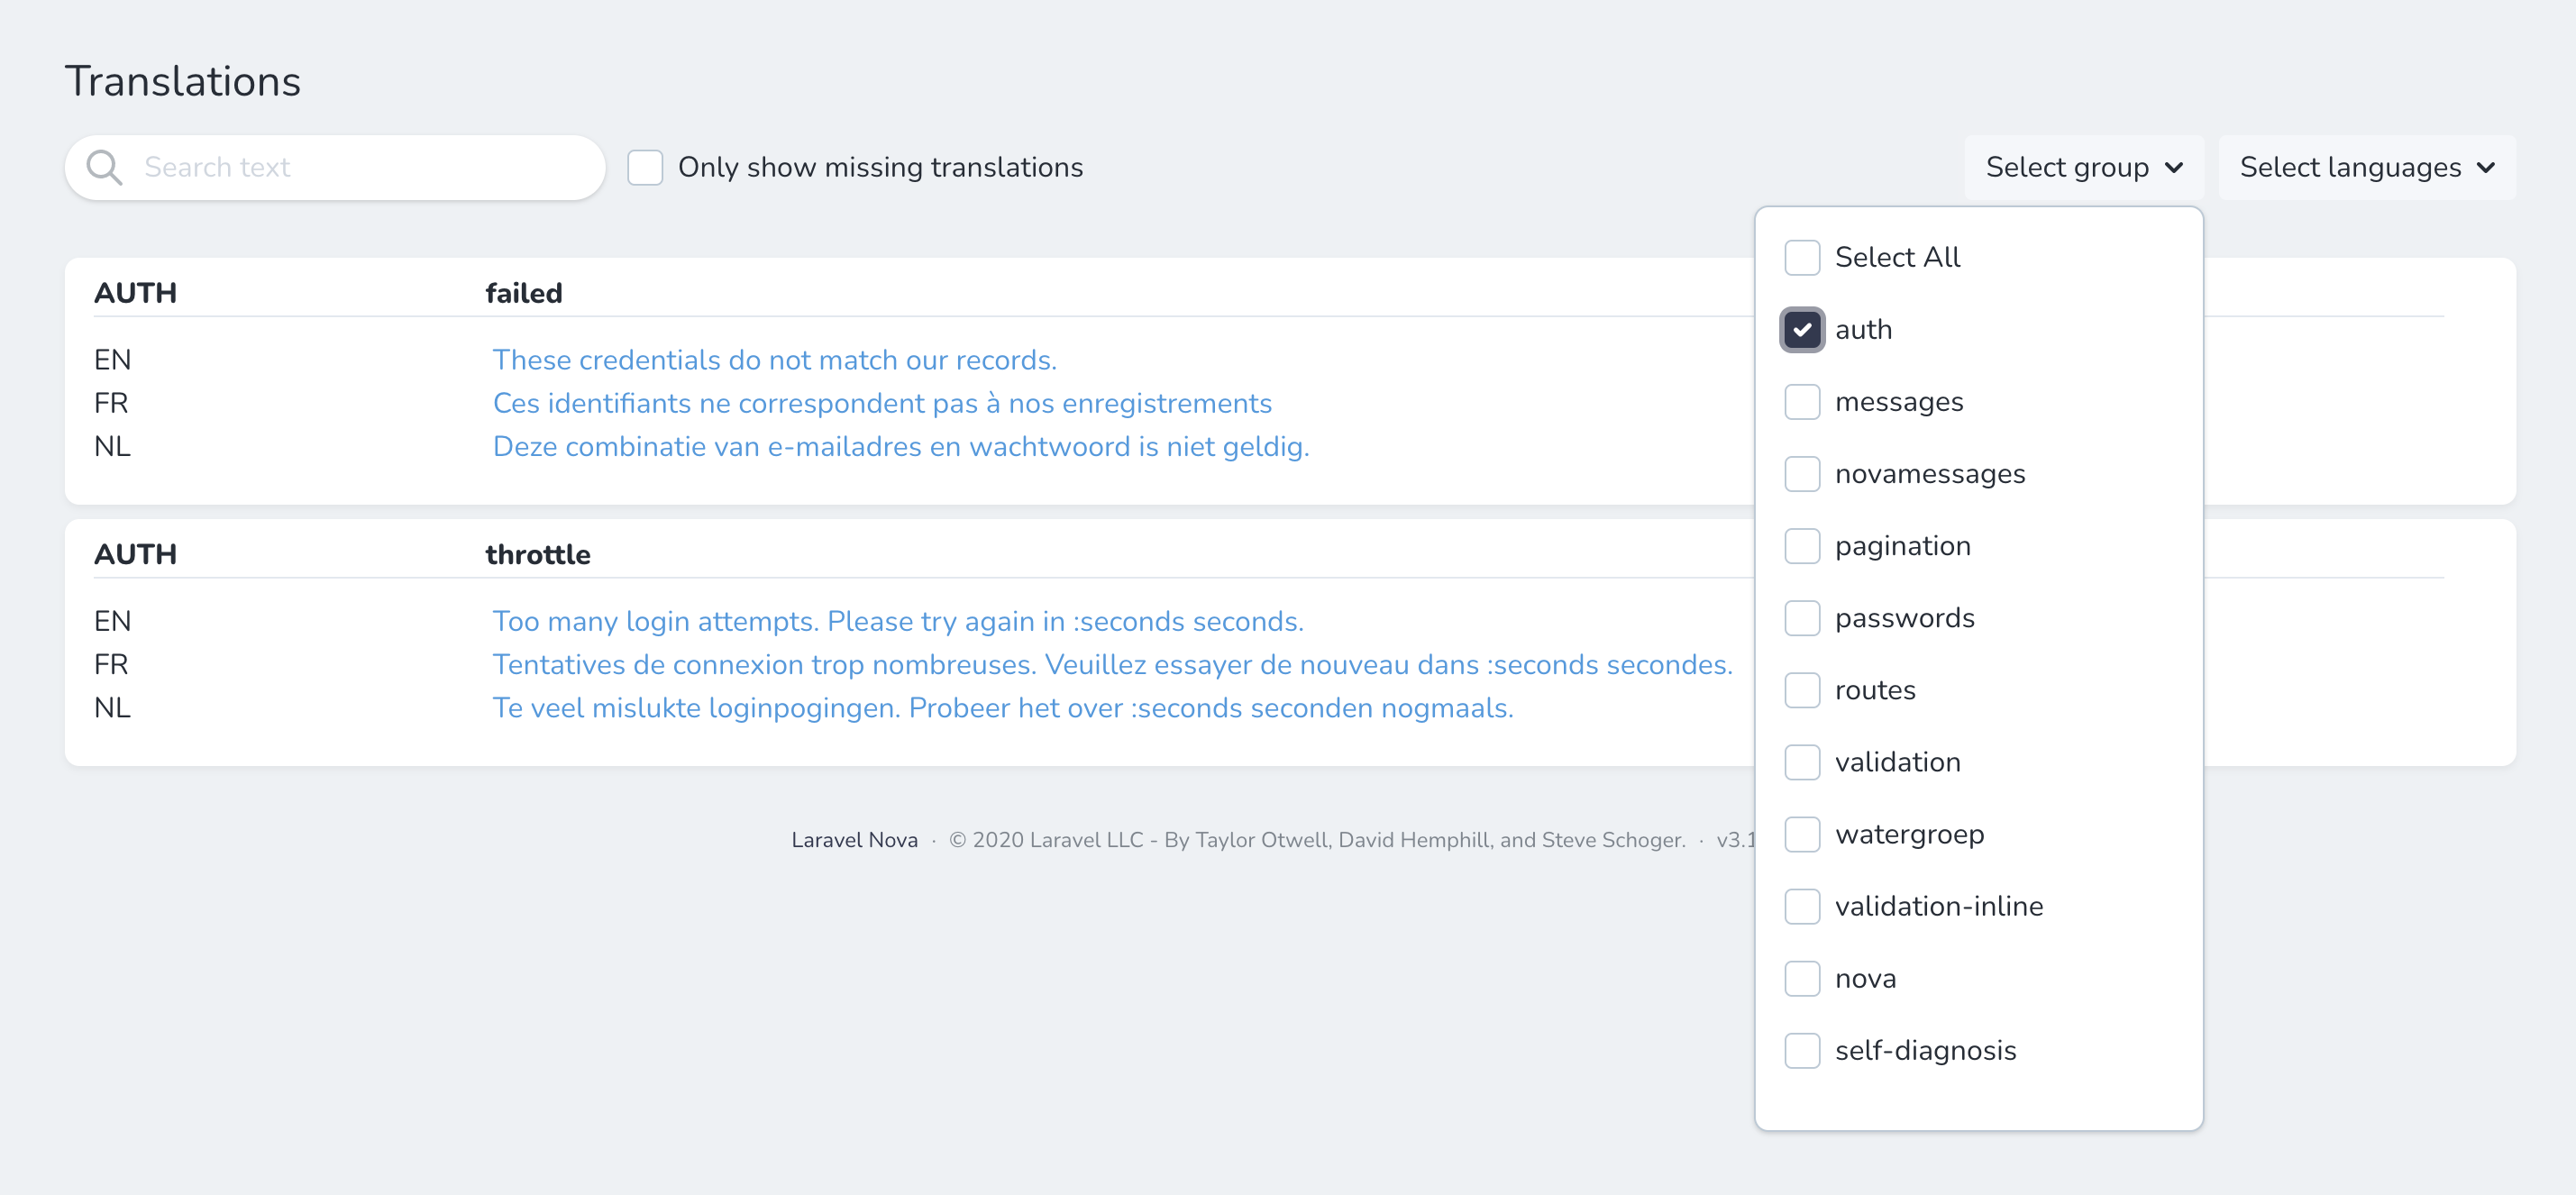 Translations
Search text
Only show missing translations
Select group
Select languages
AUTH failed
EN These credentials do not match our records.
FR Ces identifiants ne correspondent pas à nos enregistrements
NL Deze combinatie van e-mailadres en wachtwoord is niet geldig.
AUTH throttle
EN Too many login attempts. Please try again in :seconds seconds.
FR Tentatives de connexion trop nombreuses. Veuillez essayer de nouveau dans :seconds secondes.
NL Te veel mislukte loginpogingen. Probeer het over :seconds seconden nogmaals.
Select All
auth
messages
novamessages
pagination
passwords
routes
validation
watergroep
validation-inline
nova
self-diagnosis
Laravel Nova · © 2020 Laravel LLC - By Taylor Otwell, David Hemphill, and Steve Schoger. · v3.1